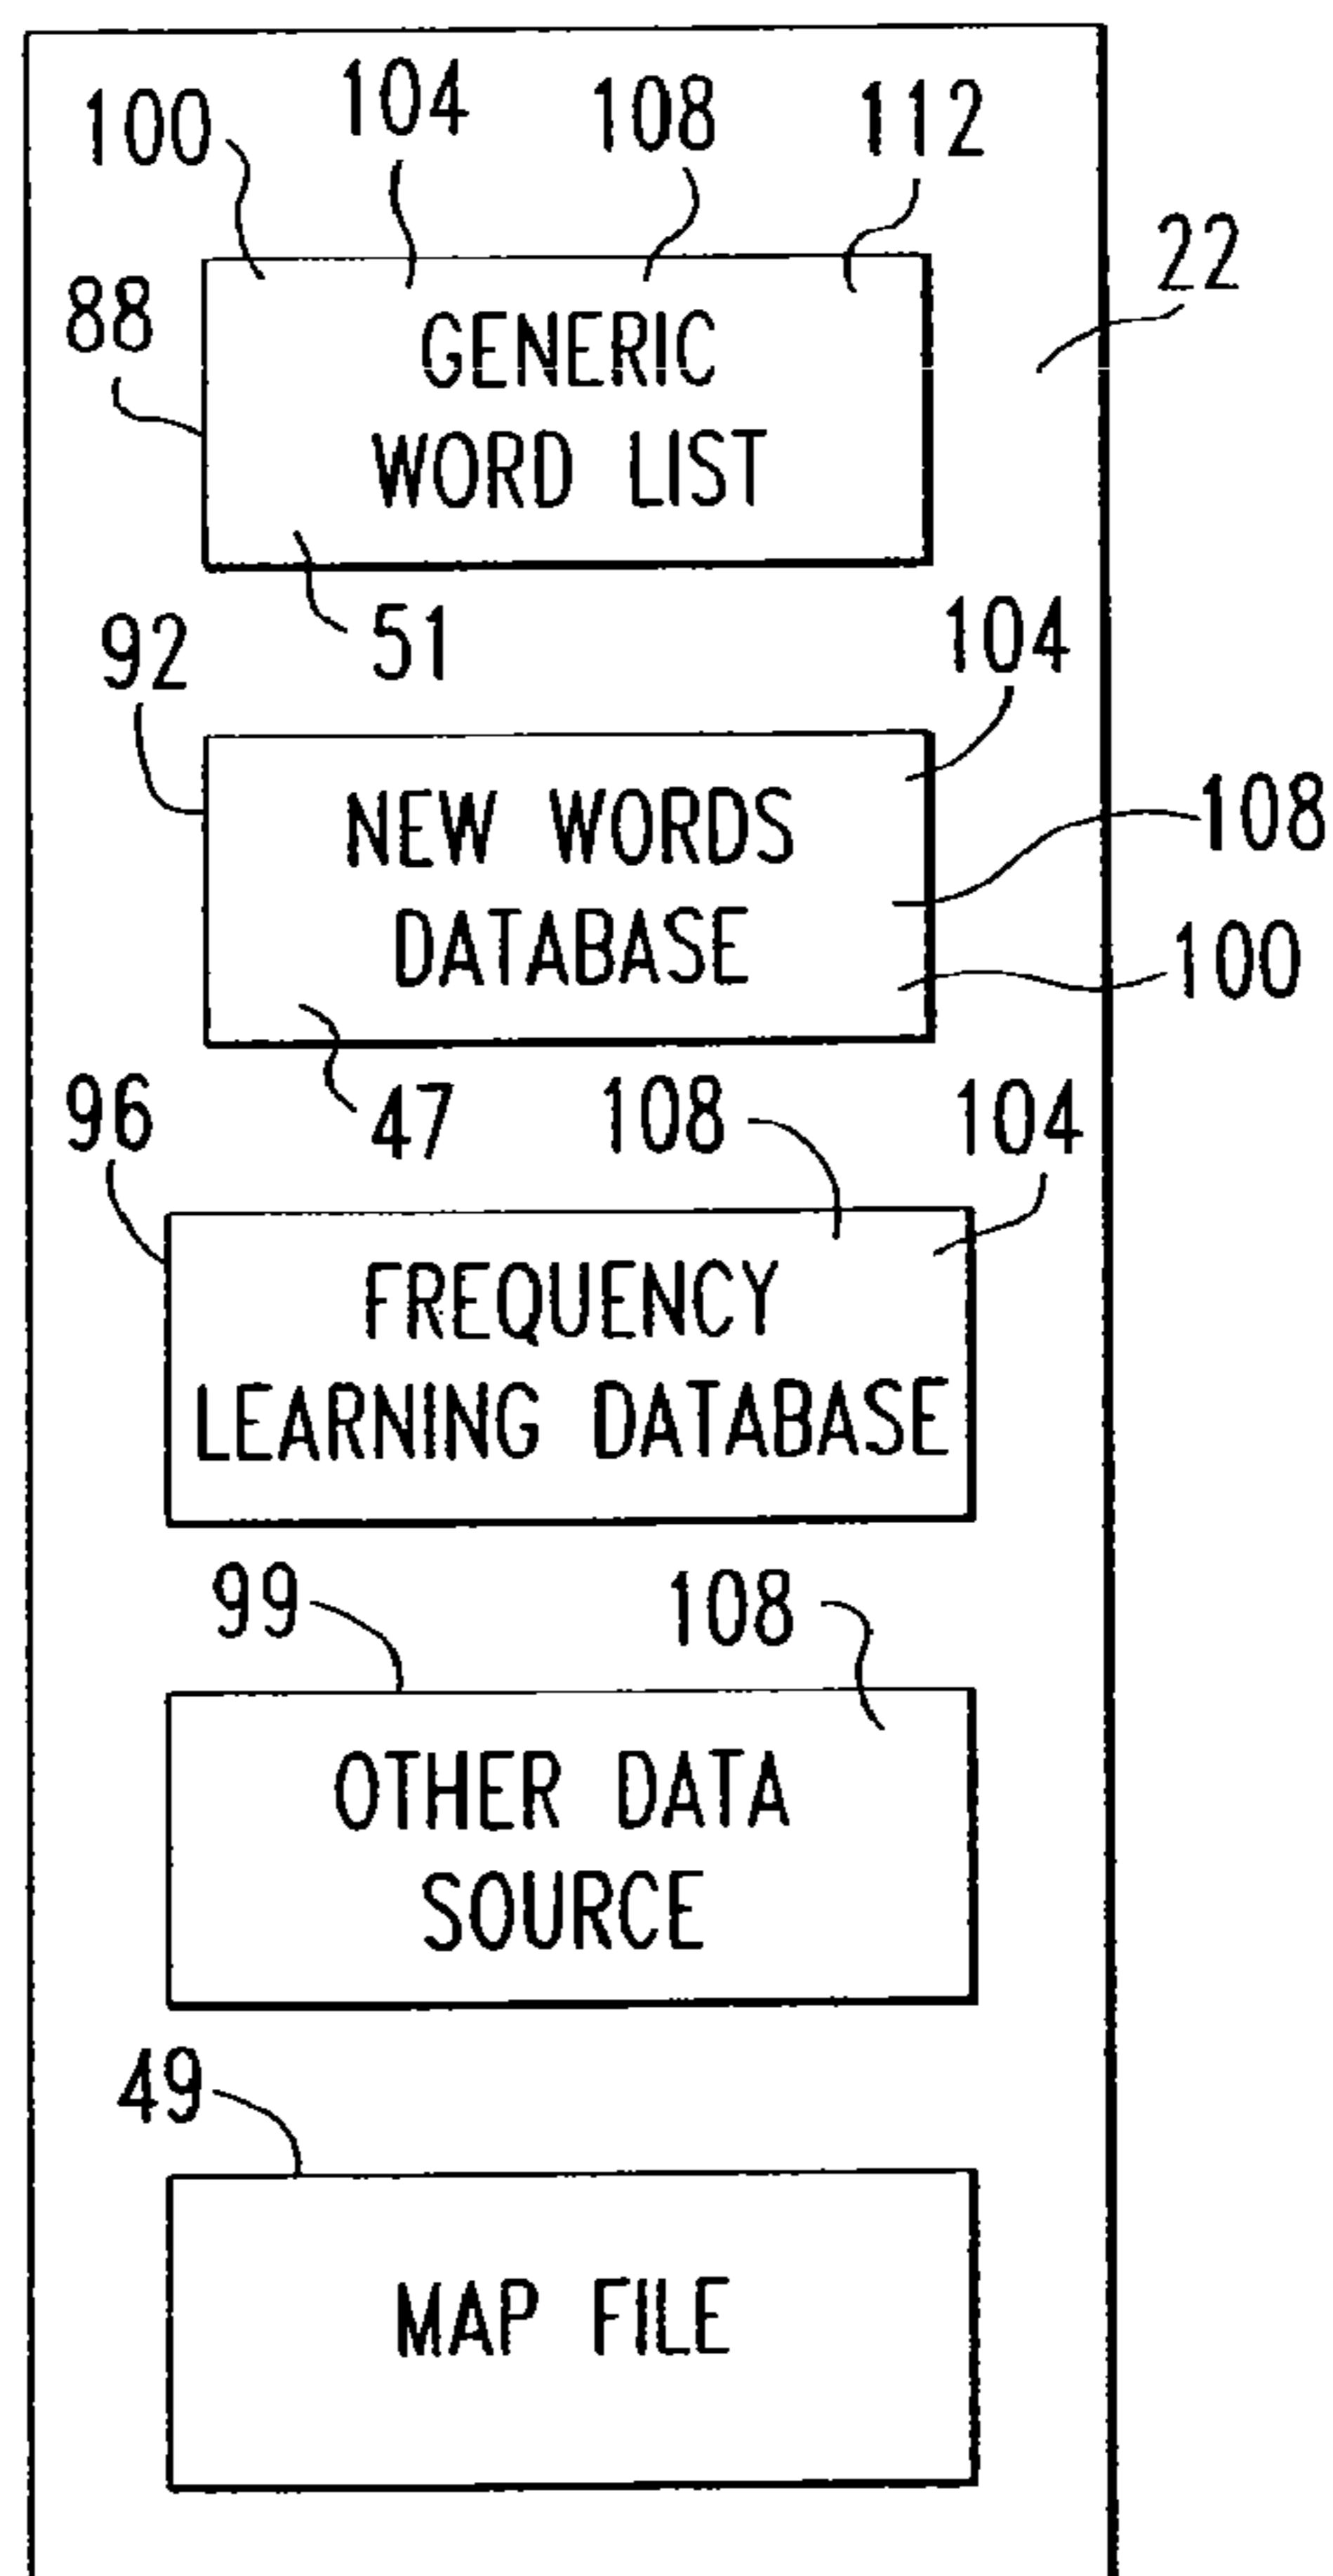 100 104 108 112
22
88
GENERIC
WORD LIST
51
92
104
NEW WORDS
108
DATABASE
100
47
96
108
104
FREQUENCY
LEARNING DATABASE
99
108
OTHER DATA
SOURCE
49
MAP FILE